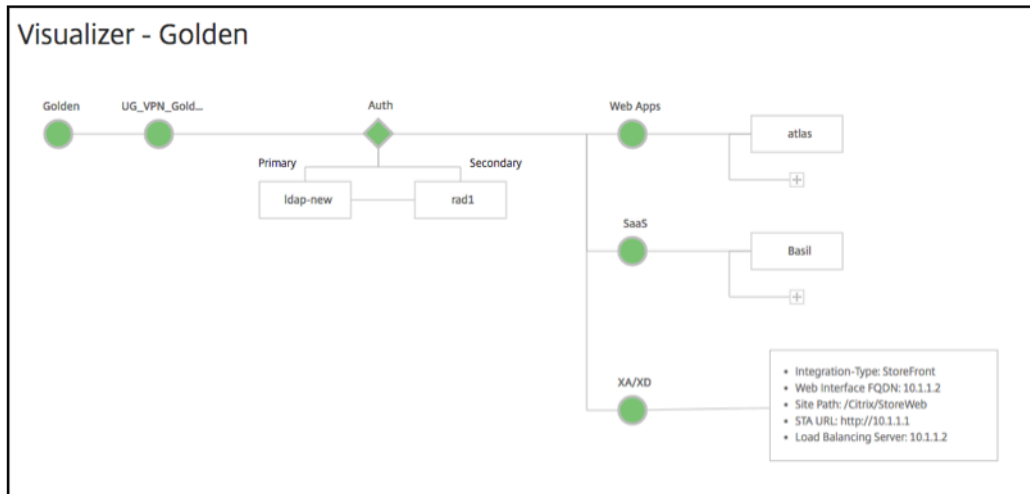 Visualizer - Golden
Golden
UG_VPN_Gold...
Auth
Web Apps
atlas
Primary
Secondary
ldap-new
rad1
SaaS
Basil
XA/XD
• Integration-Type: StoreFront
• Web Interface FQDN: 10.1.1.2
• Site Path: /Citrix/StoreWeb
• STA URL: http://10.1.1.1
• Load Balancing Server: 10.1.1.2